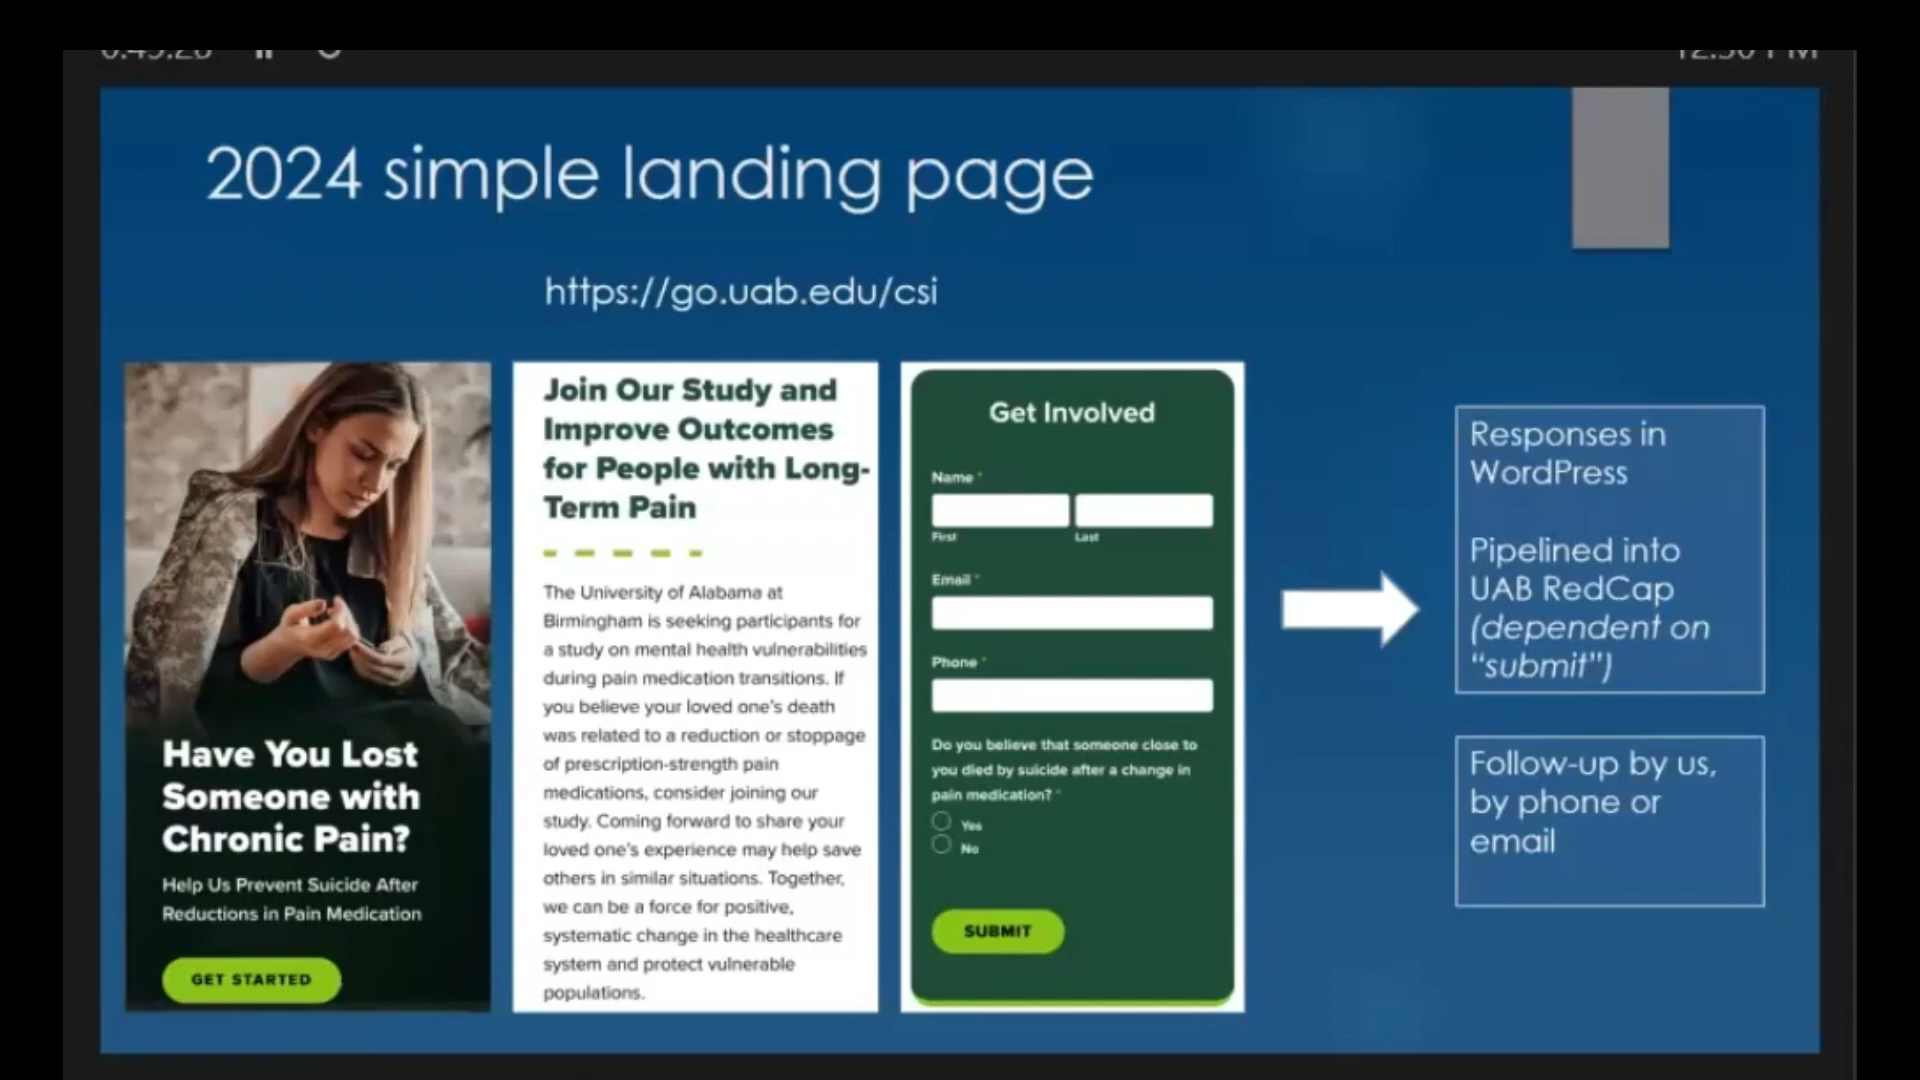 2024 simple landing page
https://go.uab.edu/csi
Have You Lost
Someone with
Chronic Pain?
Help Us Prevent Suicide After
Reductions in Pain Medication
GET STARTED
Join Our Study and
Improve Outcomes
for People with Long-
Term Pain
The University of Alabama at
Birmingham is seeking participants for
a study on mental health vulnerabilities
during pain medication transitions. If
you believe your loved one's death
was related to a reduction or stoppage
of prescription-strength pain
medications, consider joining our
study. Coming forward to share your
loved one's experience may help save
others in similar situations. Together,
we can be a force for positive,
systematic change in the healthcare
system and protect vulnerable
populations.
Get Involved
Name *
First Last
Email *
Phone *
Do you believe that someone close to
you died by suicide after a change in
pain medication? *
Yes
No
SUBMIT
Responses in
WordPress
Pipelined into
UAB RedCap
(dependent on
“submit”)
Follow-up by us,
by phone or
email